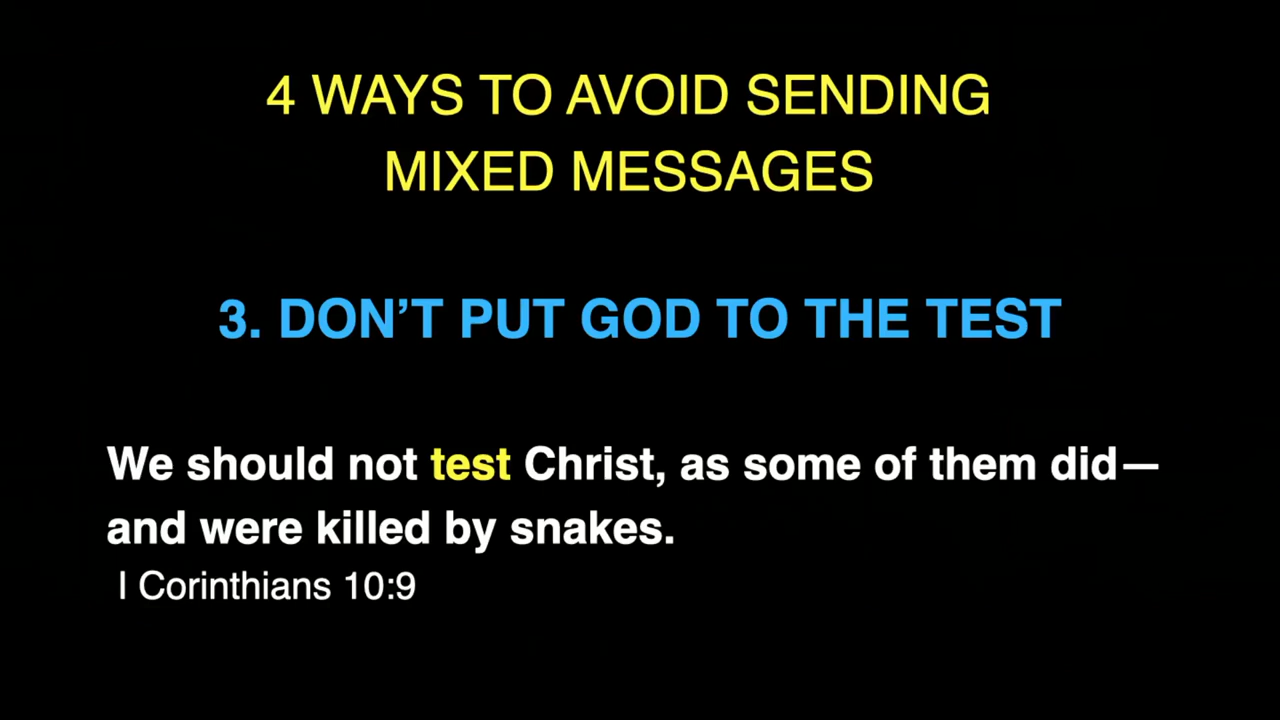 4 WAYS TO AVOID SENDING
MIXED MESSAGES
3. DON’T PUT GOD TO THE TEST
We should not test Christ, as some of them did—
and were killed by snakes.
I Corinthians 10:9